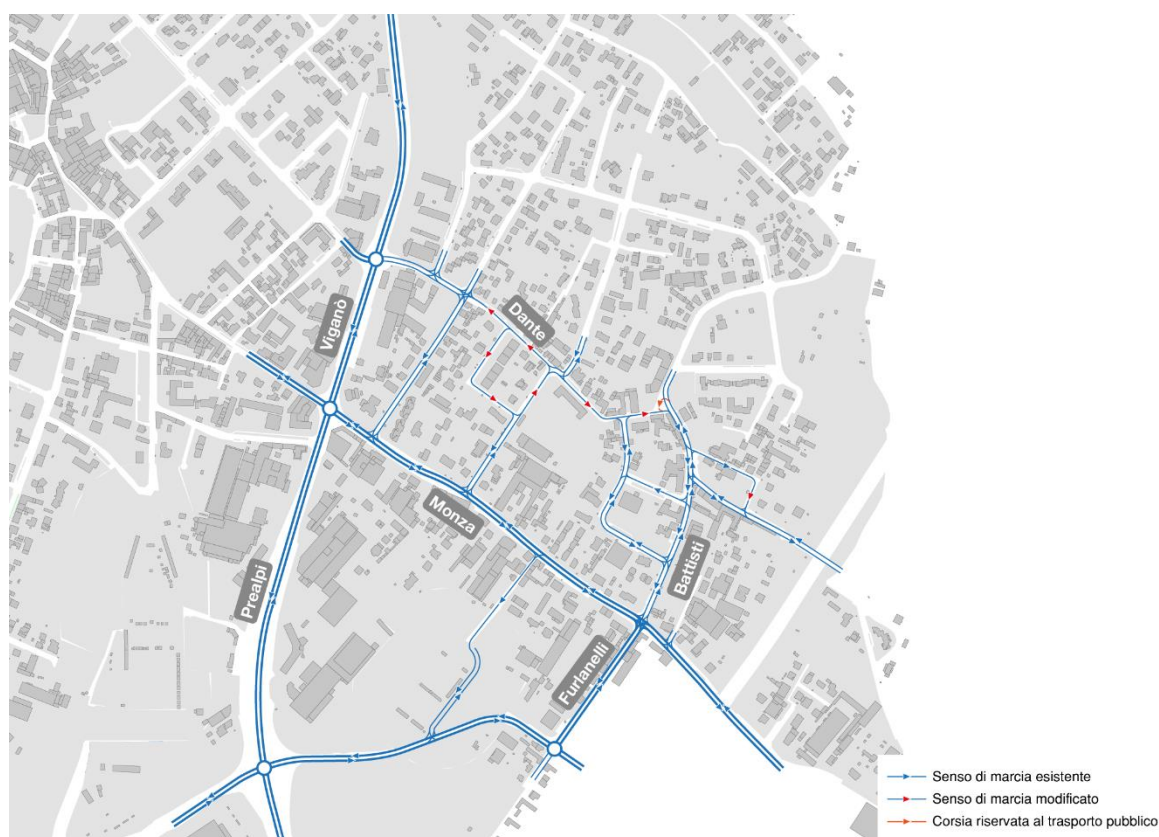 Viganò
Dante
Monza
Prealpi
Battisti
Furlanelli
Senso di marcia esistente
Senso di marcia modificato
Corsia riservata al trasporto pubblico